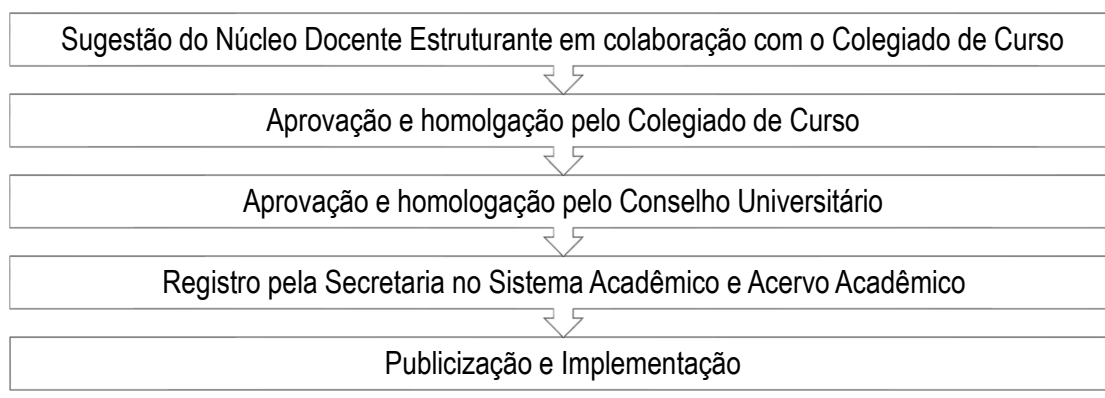 Sugestão do Núcleo Docente Estruturante em colaboração com o Colegiado de Curso
Aprovação e homolgação pelo Colegiado de Curso
Aprovação e homologação pelo Conselho Universitário
Registro pela Secretaria no Sistema Acadêmico e Acervo Acadêmico
Publicização e Implementação